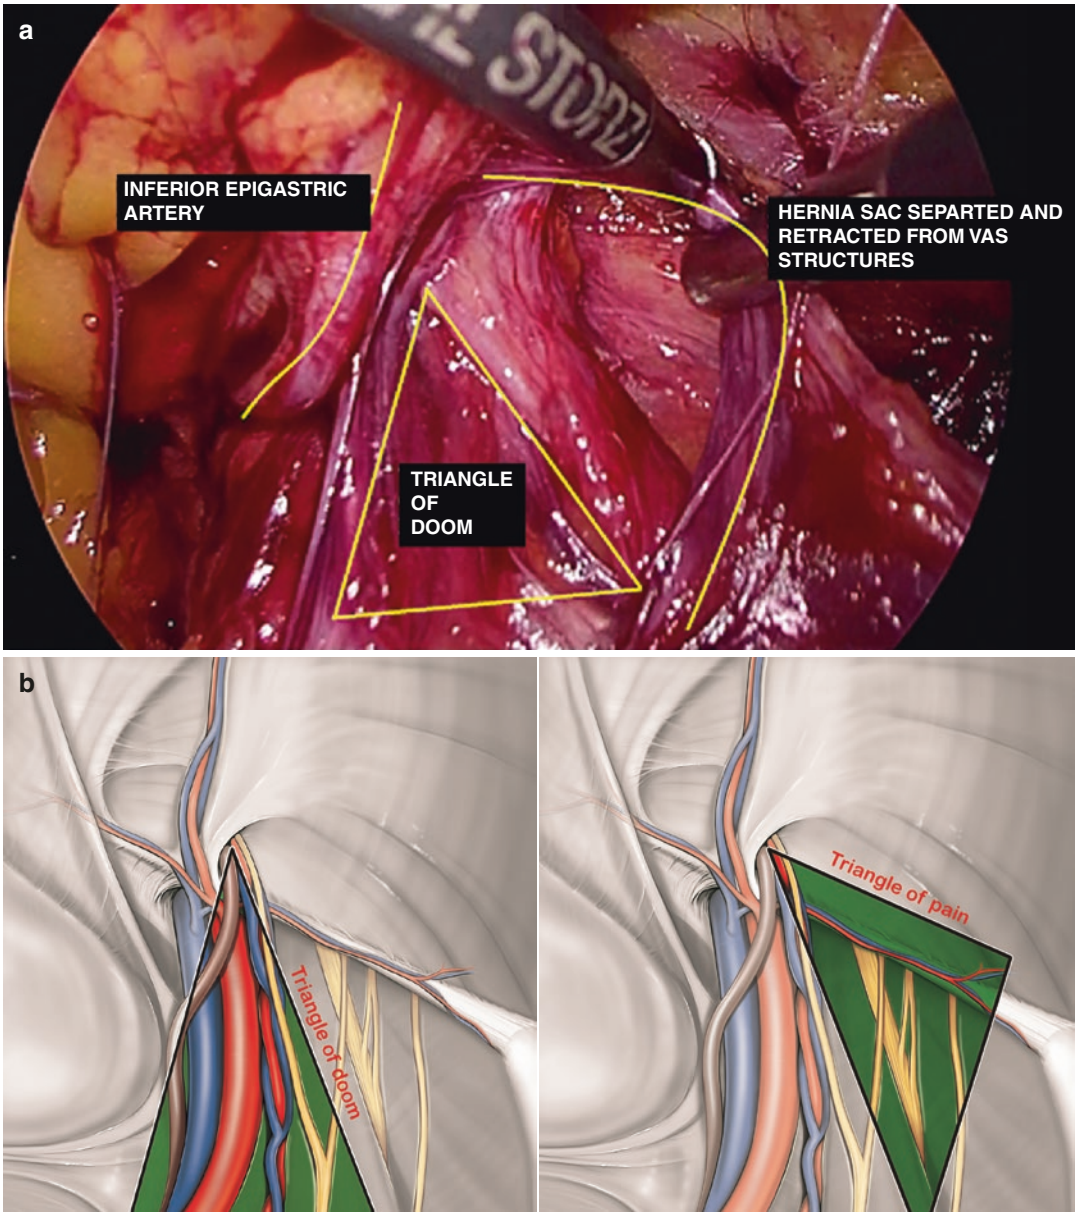 a
STORZ
INFERIOR EPIGASTRIC
ARTERY
HERNIA SAC SEPARTED AND
RETRACTED FROM VAS
STRUCTURES
TRIANGLE
OF
DOOM
b
Triangle of doom
Triangle of pain